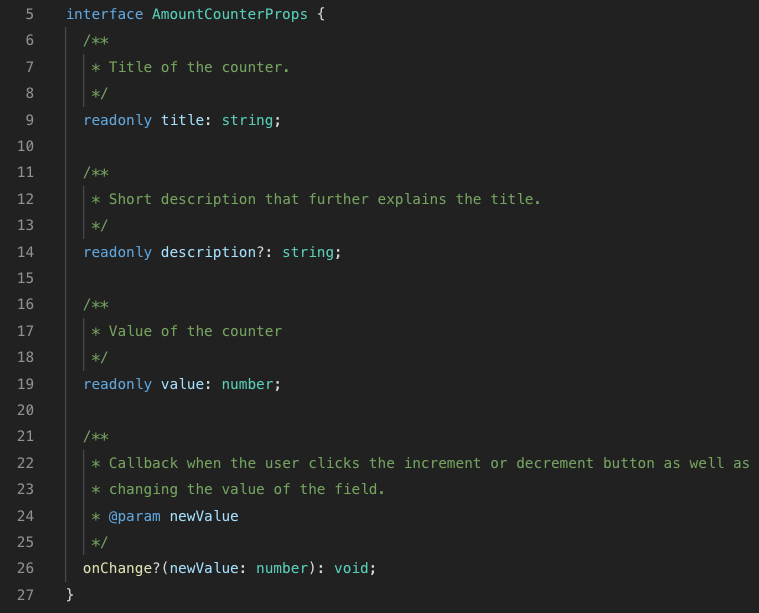 5 interface AmountCounterProps {
6 /**
7 * Title of the counter.
8 */
9 readonly title: string;
10
11 /**
12 * Short description that further explains the title.
13 */
14 readonly description?: string;
15
16 /**
17 * Value of the counter
18 */
19 readonly value: number;
20
21 /**
22 * Callback when the user clicks the increment or decrement button as well as
23 * changing the value of the field.
24 * @param newValue
25 */
26 onChange?(newValue: number): void;
27 }